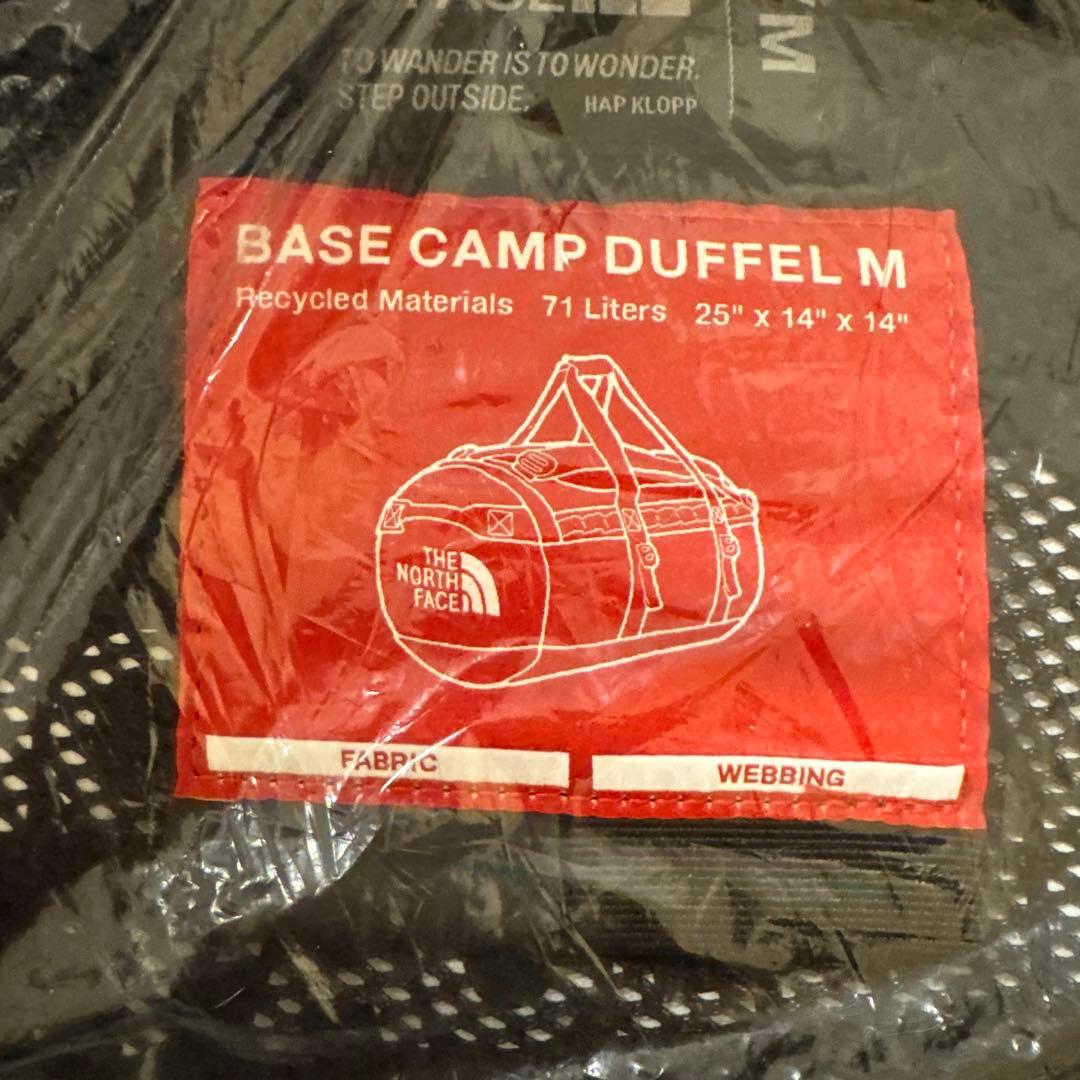 FACE
TO WANDER IS TO WONDER.
STEP OUTSIDE. HAP KLOPP
M
BASE CAMP DUFFEL M
Recycled Materials 71 Liters 25" x 14" x 14"
THE
NORTH
FACE
FABRIC
WEBBING